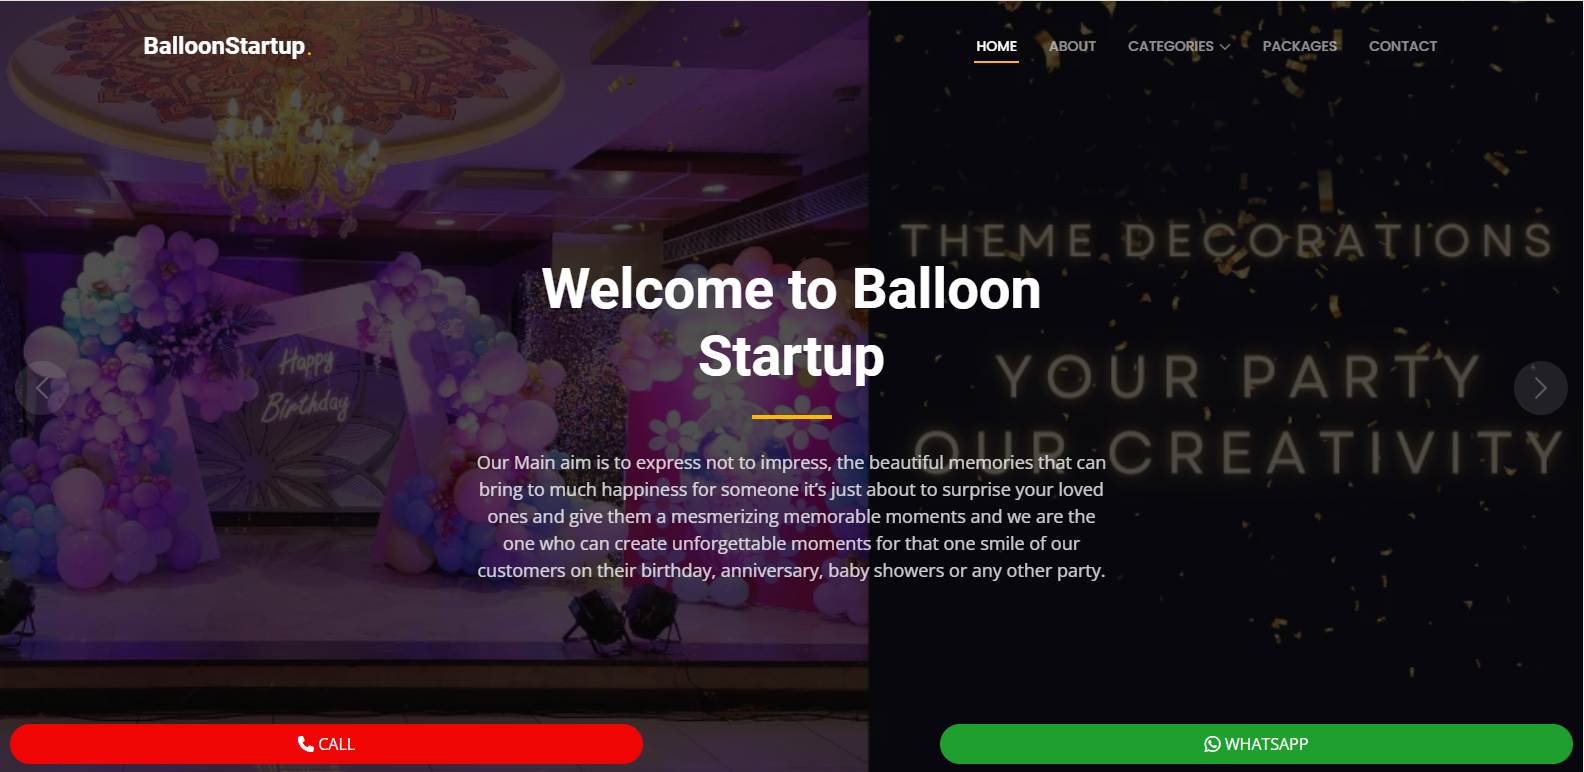 BalloonStartup.
HOME
ABOUT
CATEGORIES
PACKAGES
CONTACT
THEME DECORATIONS
YOUR PARTY
OUR CREATIVITY
Happy
Birthday
Welcome to Balloon
Startup
Our Main aim is to express not to impress, the beautiful memories that can
bring to much happiness for someone it’s just about to surprise your loved
ones and give them a mesmerizing memorable moments and we are the
one who can create unforgettable moments for that one smile of our
customers on their birthday, anniversary, baby showers or any other party.
CALL
WHATSAPP